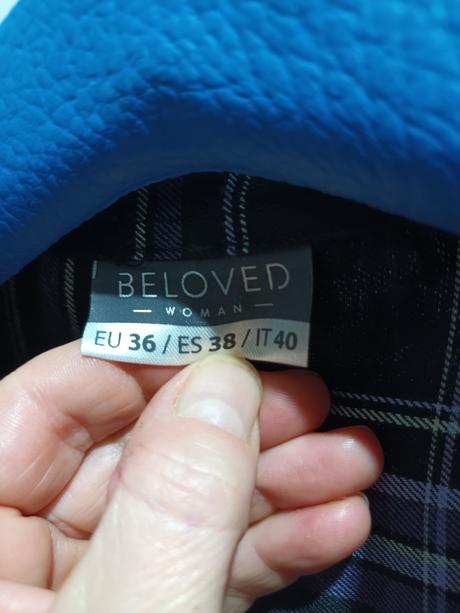 BELOVED
— WOMAN —
EU 36 / ES 38 / IT 40